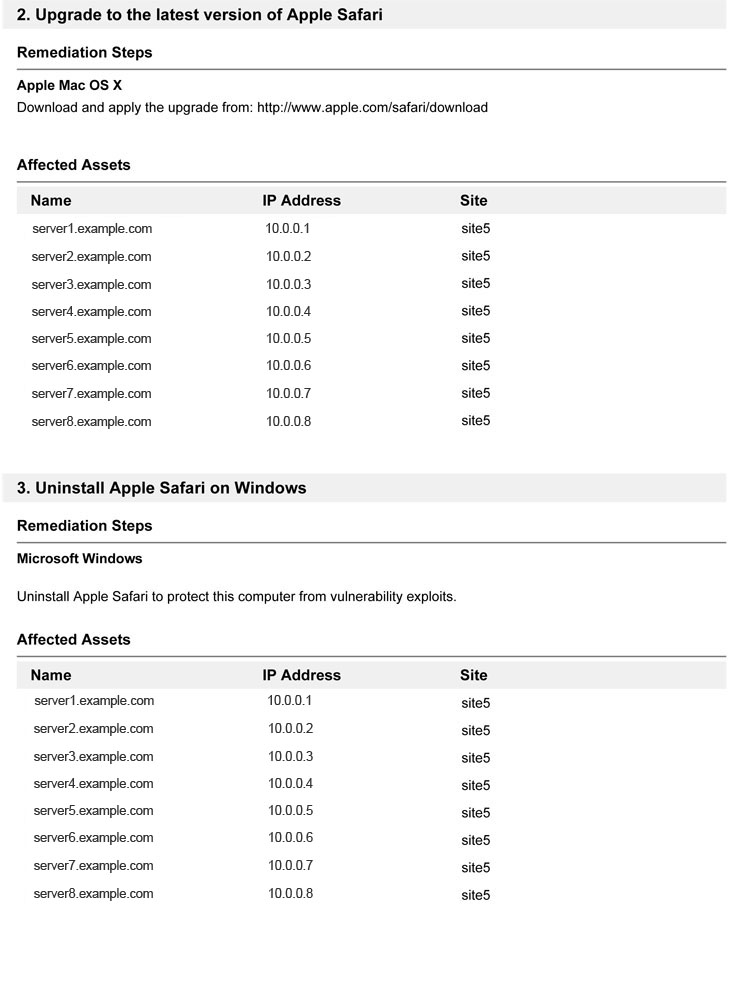 2. Upgrade to the latest version of Apple Safari
Remediation Steps
Apple Mac OS X
Download and apply the upgrade from: http://www.apple.com/safari/download
Affected Assets
Name IP Address Site
server1.example.com 10.0.0.1 site5
server2.example.com 10.0.0.2 site5
server3.example.com 10.0.0.3 site5
server4.example.com 10.0.0.4 site5
server5.example.com 10.0.0.5 site5
server6.example.com 10.0.0.6 site5
server7.example.com 10.0.0.7 site5
server8.example.com 10.0.0.8 site5
3. Uninstall Apple Safari on Windows
Remediation Steps
Microsoft Windows
Uninstall Apple Safari to protect this computer from vulnerability exploits.
Affected Assets
Name IP Address Site
server1.example.com 10.0.0.1 site5
server2.example.com 10.0.0.2 site5
server3.example.com 10.0.0.3 site5
server4.example.com 10.0.0.4 site5
server5.example.com 10.0.0.5 site5
server6.example.com 10.0.0.6 site5
server7.example.com 10.0.0.7 site5
server8.example.com 10.0.0.8 site5